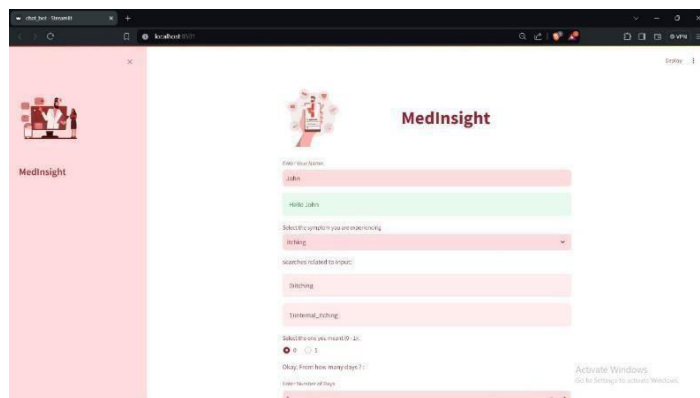 chat_bot · Streamlit
localhost:8501
VPN
Deploy
MedInsight
MedInsight
Enter Your Name
John
Hello John
Select the symptom you are experiencing
itching
Searches related to input:
0)itching
1)internal_itching
Select the one you meant (0 - 1):
0 1
Okay. From how many days ? :
Enter Number of Days
Activate Windows
Go to Settings to activate Windows.